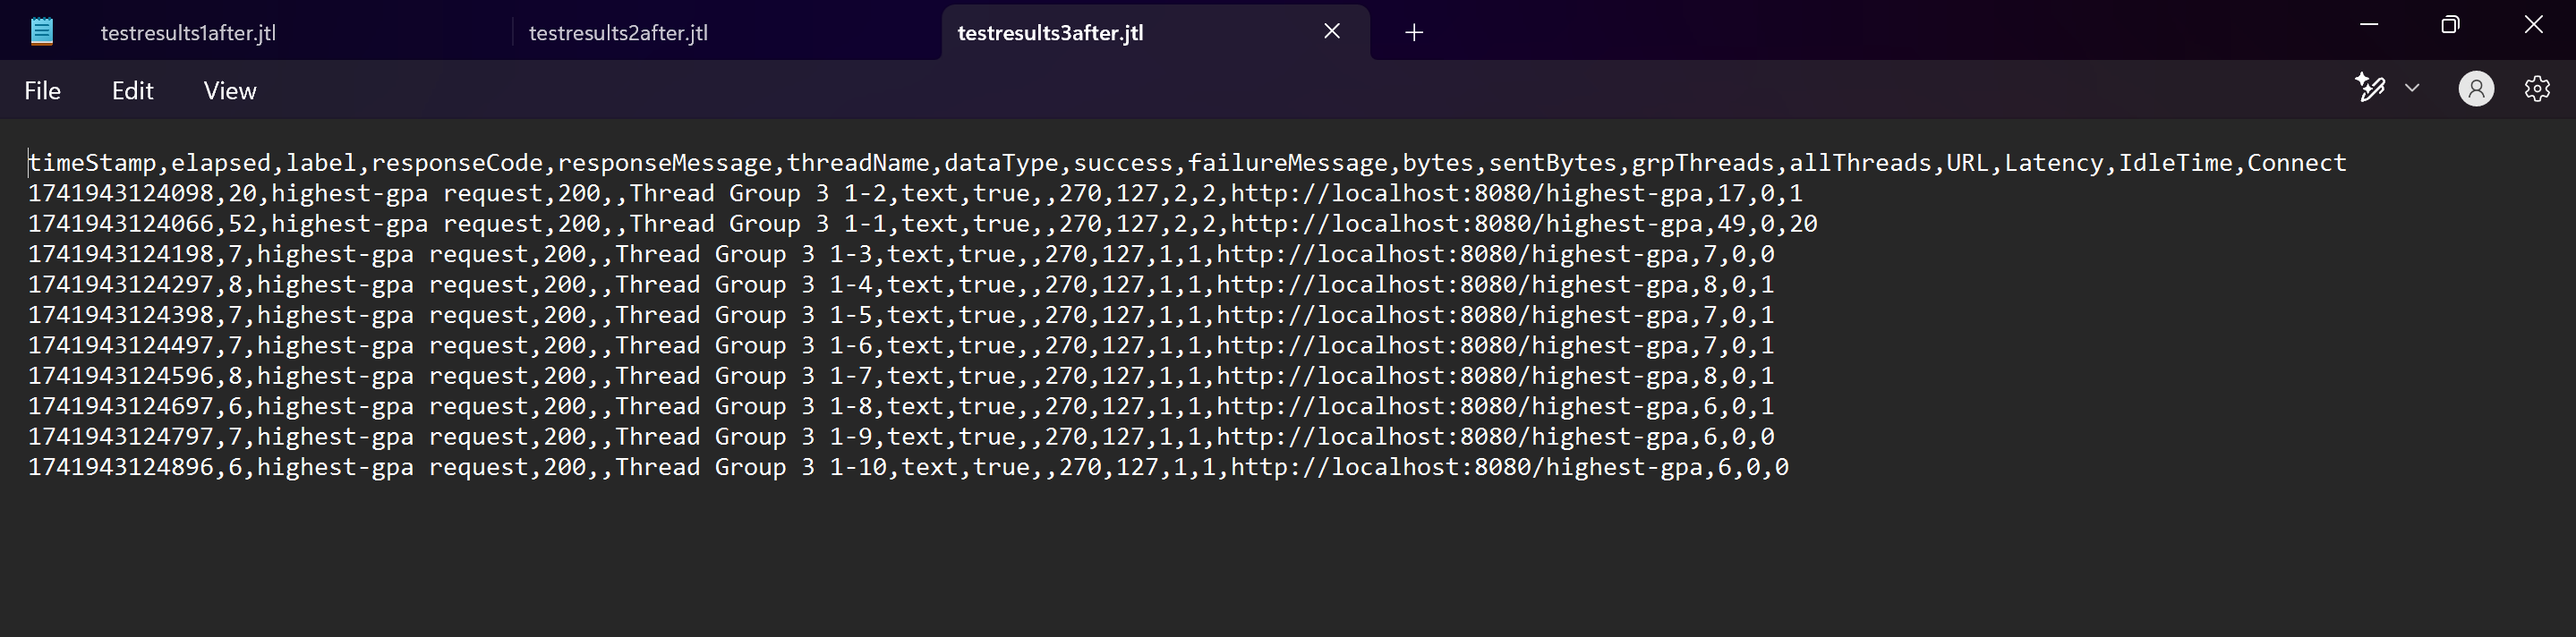 testresults1after.jtl testresults2after.jtl testresults3after.jtl
File Edit View
timeStamp,elapsed,label,responseCode,responseMessage,threadName,dataType,success,failureMessage,bytes,sentBytes,grpThreads,allThreads,URL,Latency,IdleTime,Connect
1741943124098,20,highest-gpa request,200,,Thread Group 3 1-2,text,true,,270,127,2,2,http://localhost:8080/highest-gpa,17,0,1
1741943124066,52,highest-gpa request,200,,Thread Group 3 1-1,text,true,,270,127,2,2,http://localhost:8080/highest-gpa,49,0,20
1741943124198,7,highest-gpa request,200,,Thread Group 3 1-3,text,true,,270,127,1,1,http://localhost:8080/highest-gpa,7,0,0
1741943124297,8,highest-gpa request,200,,Thread Group 3 1-4,text,true,,270,127,1,1,http://localhost:8080/highest-gpa,8,0,1
1741943124398,7,highest-gpa request,200,,Thread Group 3 1-5,text,true,,270,127,1,1,http://localhost:8080/highest-gpa,7,0,1
1741943124497,7,highest-gpa request,200,,Thread Group 3 1-6,text,true,,270,127,1,1,http://localhost:8080/highest-gpa,7,0,1
1741943124596,8,highest-gpa request,200,,Thread Group 3 1-7,text,true,,270,127,1,1,http://localhost:8080/highest-gpa,8,0,1
1741943124697,6,highest-gpa request,200,,Thread Group 3 1-8,text,true,,270,127,1,1,http://localhost:8080/highest-gpa,6,0,1
1741943124797,7,highest-gpa request,200,,Thread Group 3 1-9,text,true,,270,127,1,1,http://localhost:8080/highest-gpa,6,0,0
1741943124896,6,highest-gpa request,200,,Thread Group 3 1-10,text,true,,270,127,1,1,http://localhost:8080/highest-gpa,6,0,0